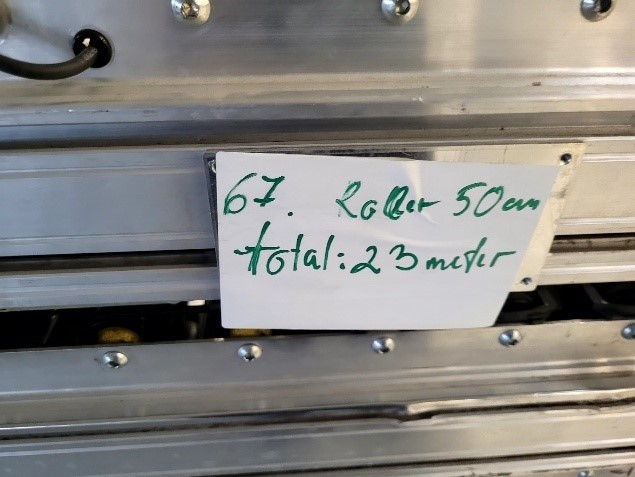 67. Roller 50cm
total: 23 meter